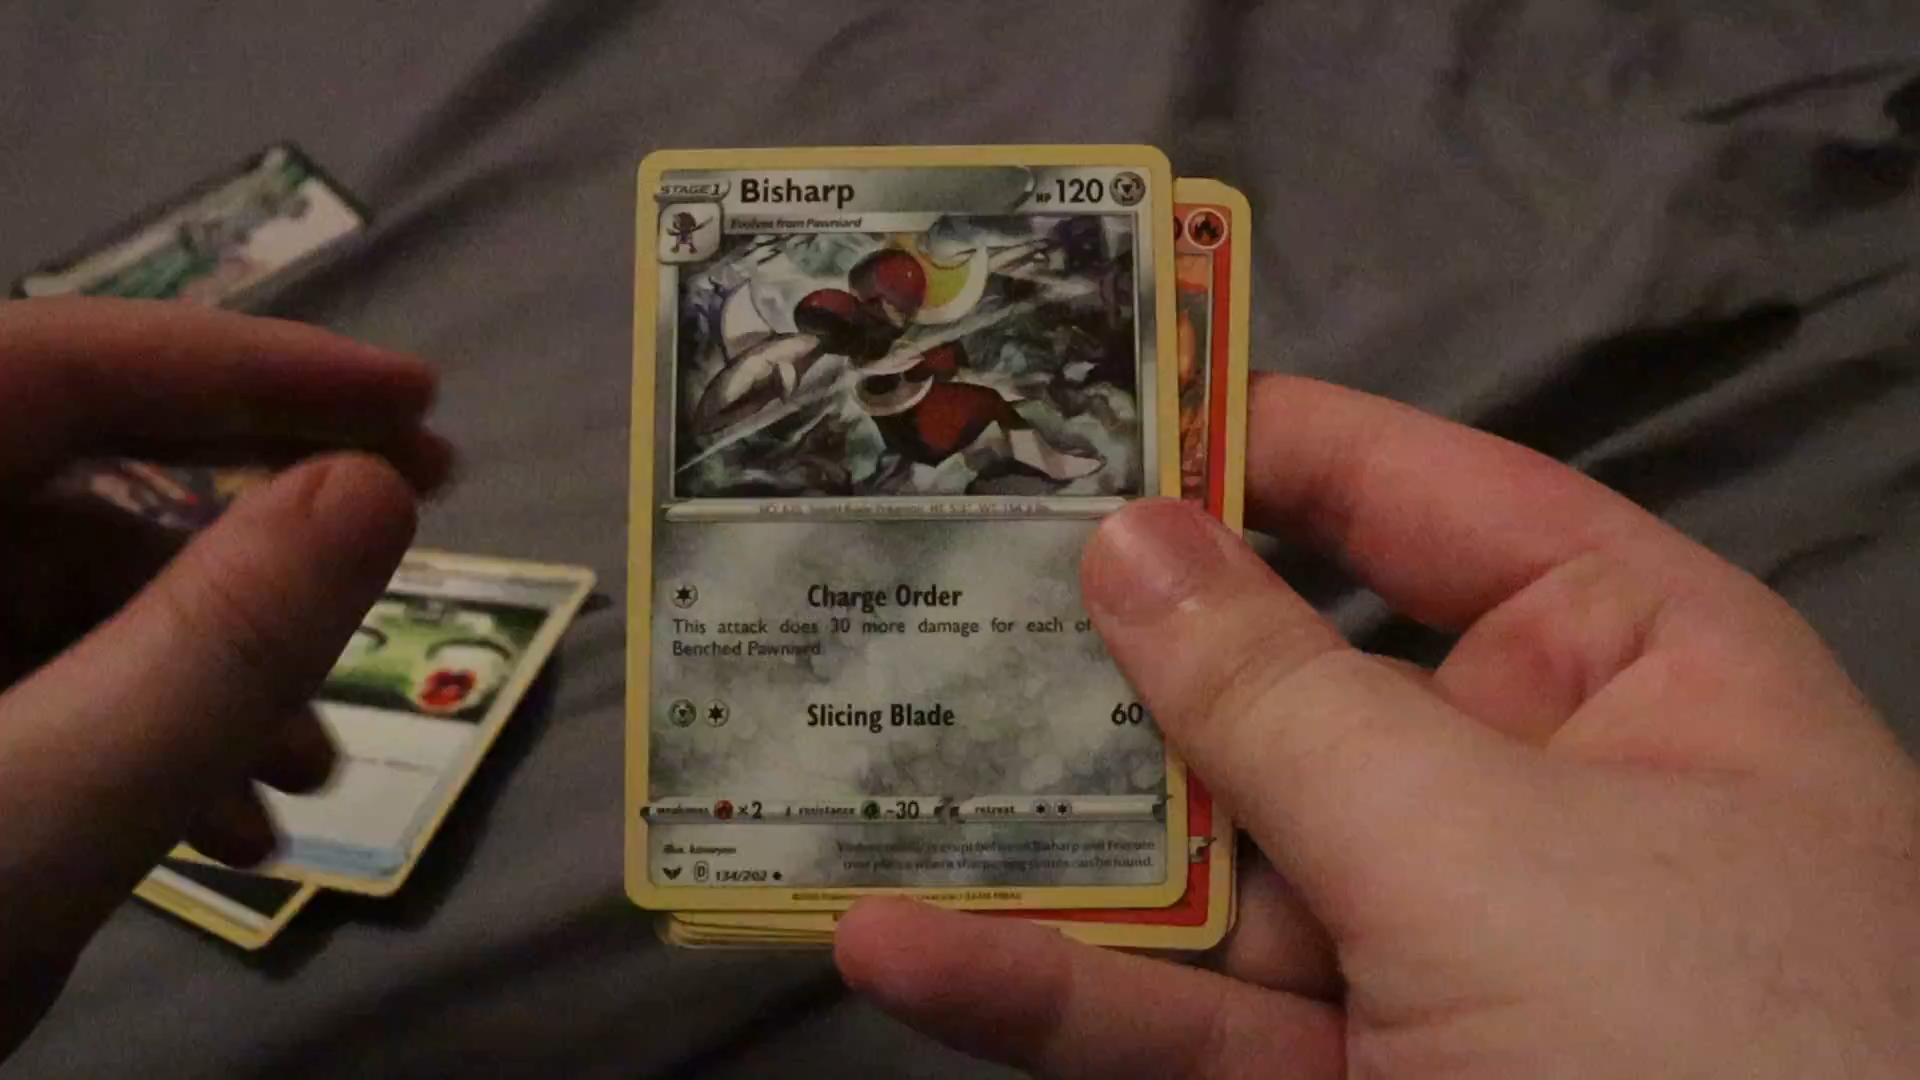 STAGE 1 Bisharp HP 120
Evolves from Pawniard
Charge Order
This attack does 30 more damage for each of
Benched Pawniard
Slicing Blade 60
weakness ×2 resistance -30 retreat
Illus.
D 134/202